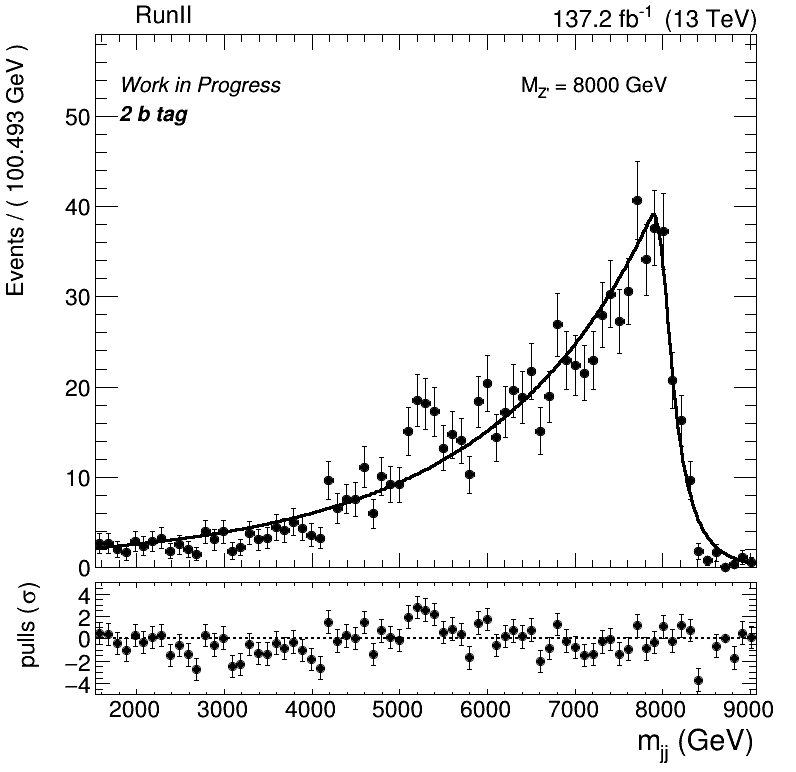 RunII 137.2 fb⁻¹ (13 TeV)
Events / ( 100.493 GeV )
Work in Progress M_Z' = 8000 GeV
2 b tag
50
40
30
20
10
0
pulls (σ)
4
2
0
−2
−4
2000 3000 4000 5000 6000 7000 8000 9000
m_jj (GeV)